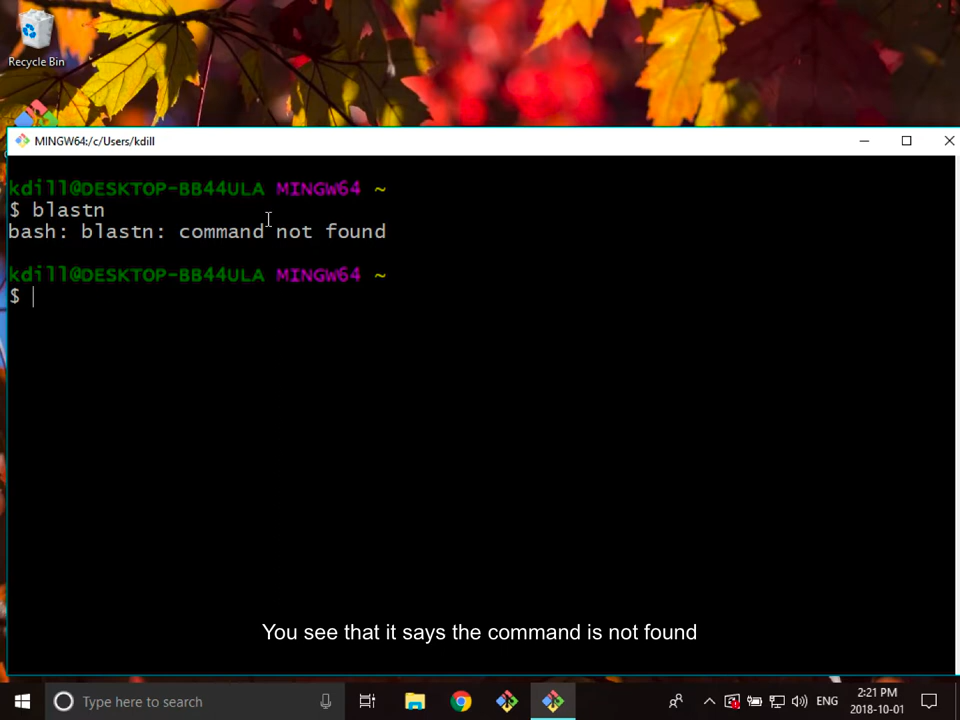 Recycle Bin
MINGW64:/c/Users/kdill
kdill@DESKTOP-BB44ULA MINGW64 ~
$ blastn
bash: blastn: command not found
kdill@DESKTOP-BB44ULA MINGW64 ~
$
You see that it says the command is not found
Type here to search
ENG
2:21 PM
2018-10-01